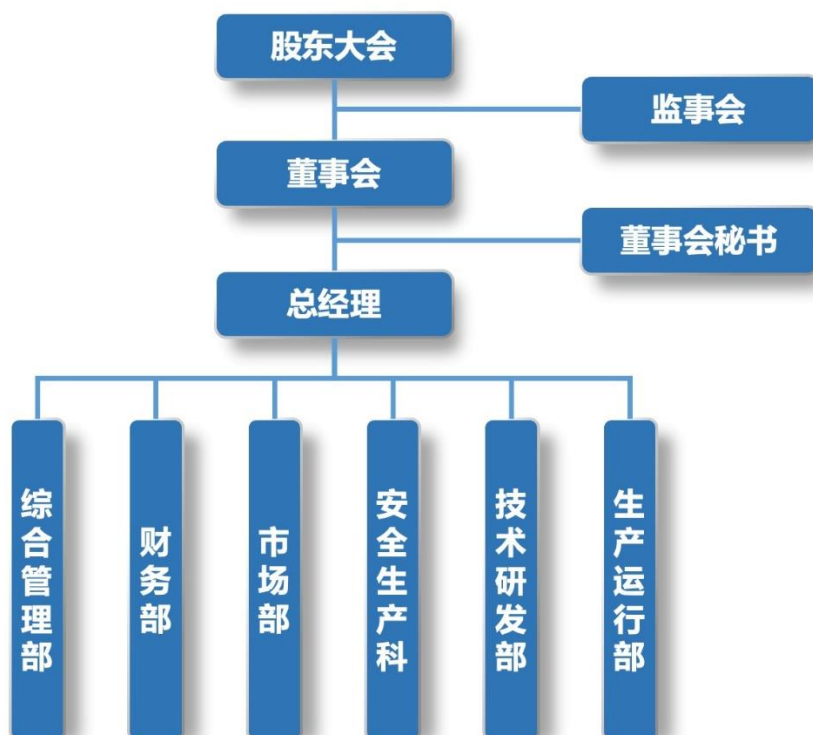 股东大会
监事会
董事会
董事会秘书
总经理
综合管理部
财务部
市场部
安全生产科
技术研发部
生产运行部